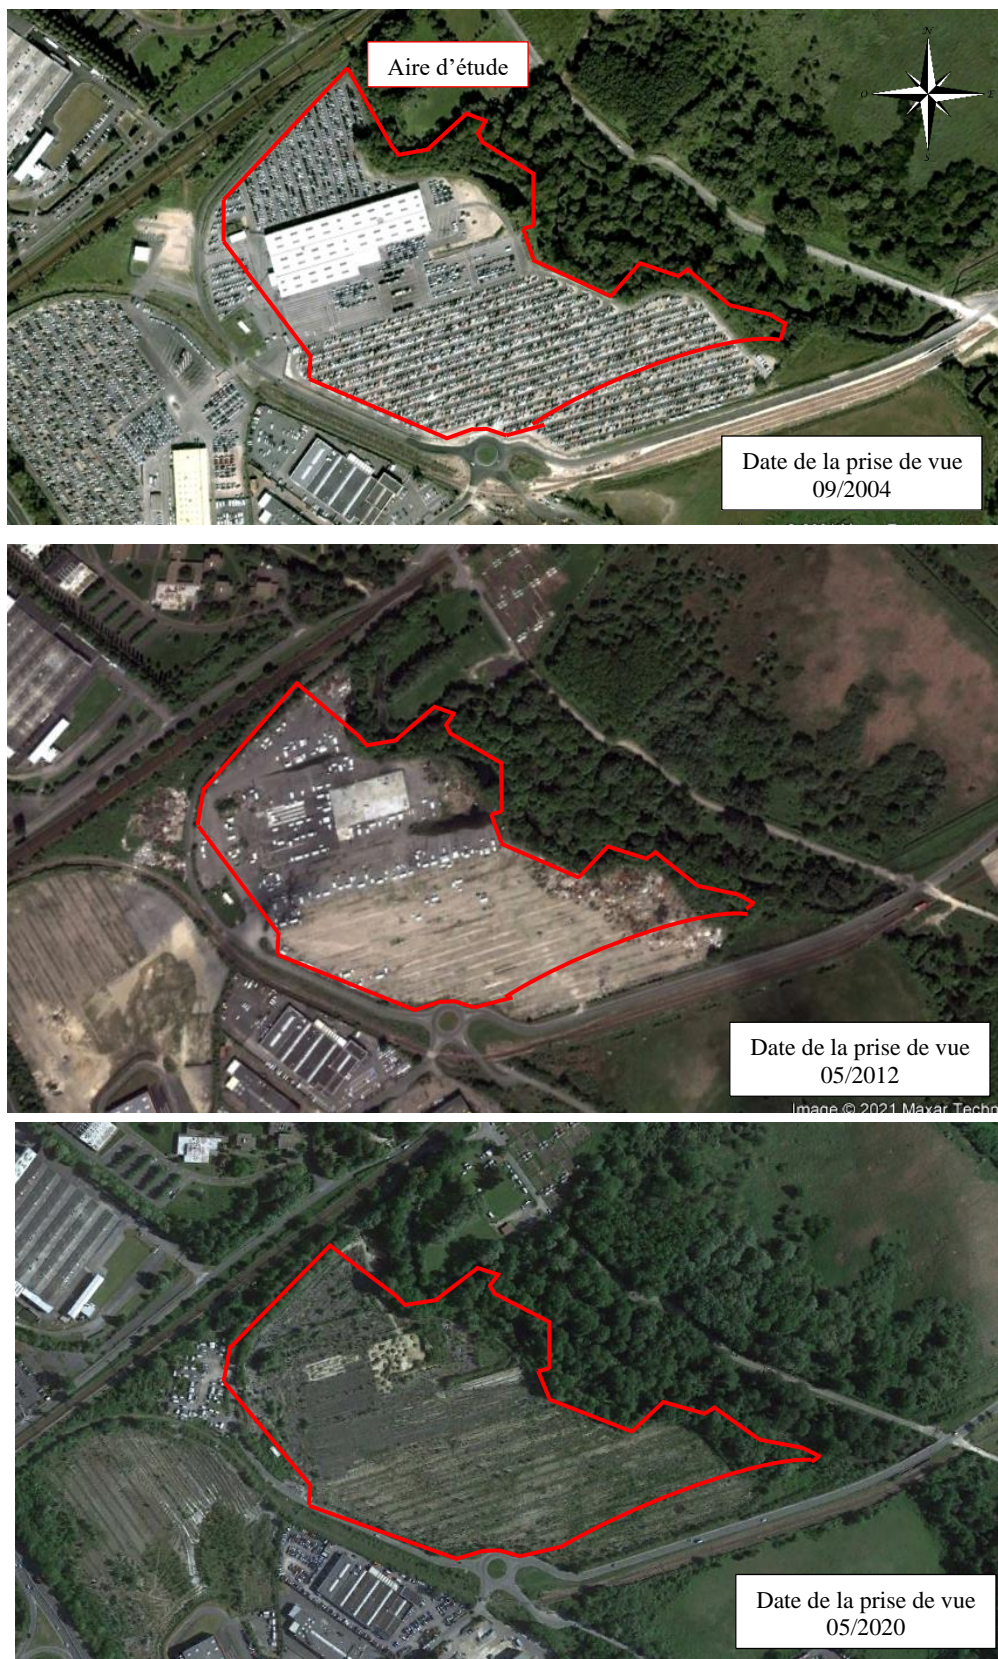 Aire d'étude
N
O
E
S
Date de la prise de vue
09/2004
Date de la prise de vue
05/2012
Image © 2021 Maxar Techn
Date de la prise de vue
05/2020